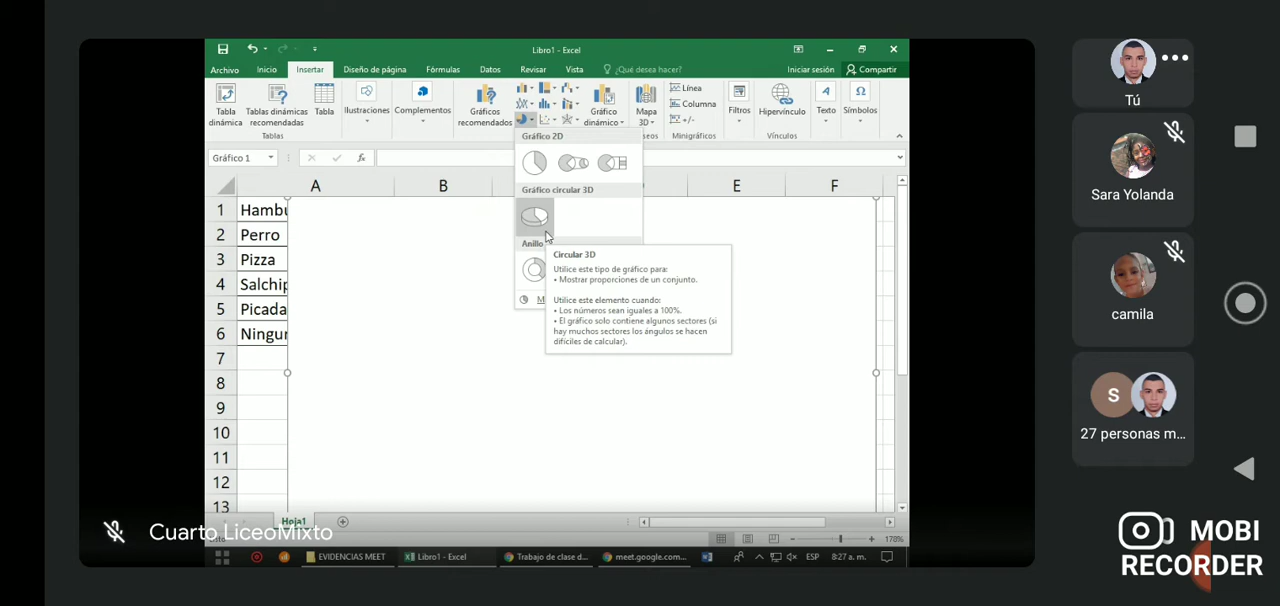 Libro1 - Excel
Archivo Inicio Insertar Diseño de página Fórmulas Datos Revisar Vista ¿Qué desea hacer? Iniciar sesión Compartir
Tabla dinámica
Tablas dinámicas recomendadas
Tabla
Ilustraciones
Complementos
Gráficos recomendados
Gráfico dinámico
Mapa 3D
Línea
Columna
+/-
Filtros
Hipervínculo
Texto
Símbolos
Tablas
Minigráficos
Vínculos
Gráfico 1
fx
Gráfico 2D
Gráfico circular 3D
Anillo
Circular 3D
Utilice este tipo de gráfico para:
• Mostrar proporciones de un conjunto.
Utilice este elemento cuando:
• Los números sean iguales a 100%.
• El gráfico solo contiene algunos sectores (si
hay muchos sectores los ángulos se hacen
difíciles de calcular).
A B E F
1 Hambu
2 Perro
3 Pizza
4 Salchip
5 Picada
6 Ningun
7
8
9
10
11
12
13
Hoja1
178%
Cuarto LiceoMixto
EVIDENCIAS MEET
Libro1 - Excel
Trabajo de clase d...
meet.google.com...
ESP
8:27 a. m.
Tú
Sara Yolanda
camila
S
27 personas m...
MOBI
RECORDER